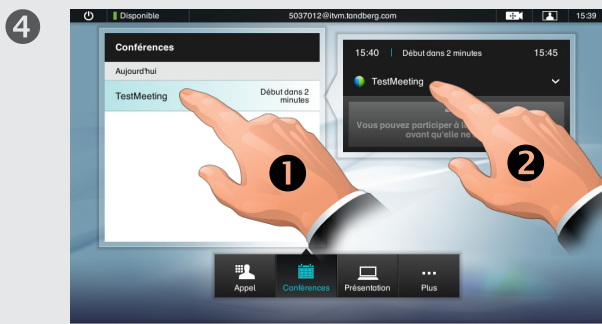 4
Disponible
5037012@itvm.tandberg.com
15:39
Conférences
Aujourd'hui
TestMeeting
Début dans 2
minutes
1
15:40
Début dans 2 minutes
15:45
TestMeeting
Vous pouvez participer à
avant qu'elle ne
2
Appel
Conférences
Présentation
Plus